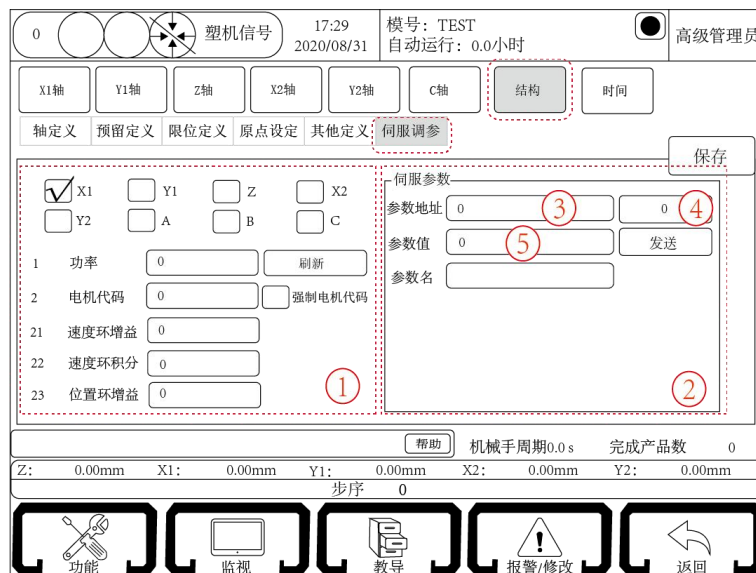 0 塑机信号 17:29 2020/08/31 模号：TEST 自动运行：0.0小时 高级管理员
X1轴 Y1轴 Z轴 X2轴 Y2轴 C轴 结构 时间
轴定义 预留定义 限位定义 原点设定 其他定义 伺服调参
保存
X1 Y1 Z X2
Y2 A B C
1 功率 0 刷新
2 电机代码 0 强制电机代码
21 速度环增益 0
22 速度环积分 0
23 位置环增益 0
①
伺服参数
参数地址 0 ③ 0 ④
参数值 0 ⑤ 发送
参数名
②
帮助 机械手周期0.0 s 完成产品数 0
Z: 0.00mm X1: 0.00mm Y1: 0.00mm X2: 0.00mm Y2: 0.00mm
步序 0
功能 监视 教导 报警/修改 返回